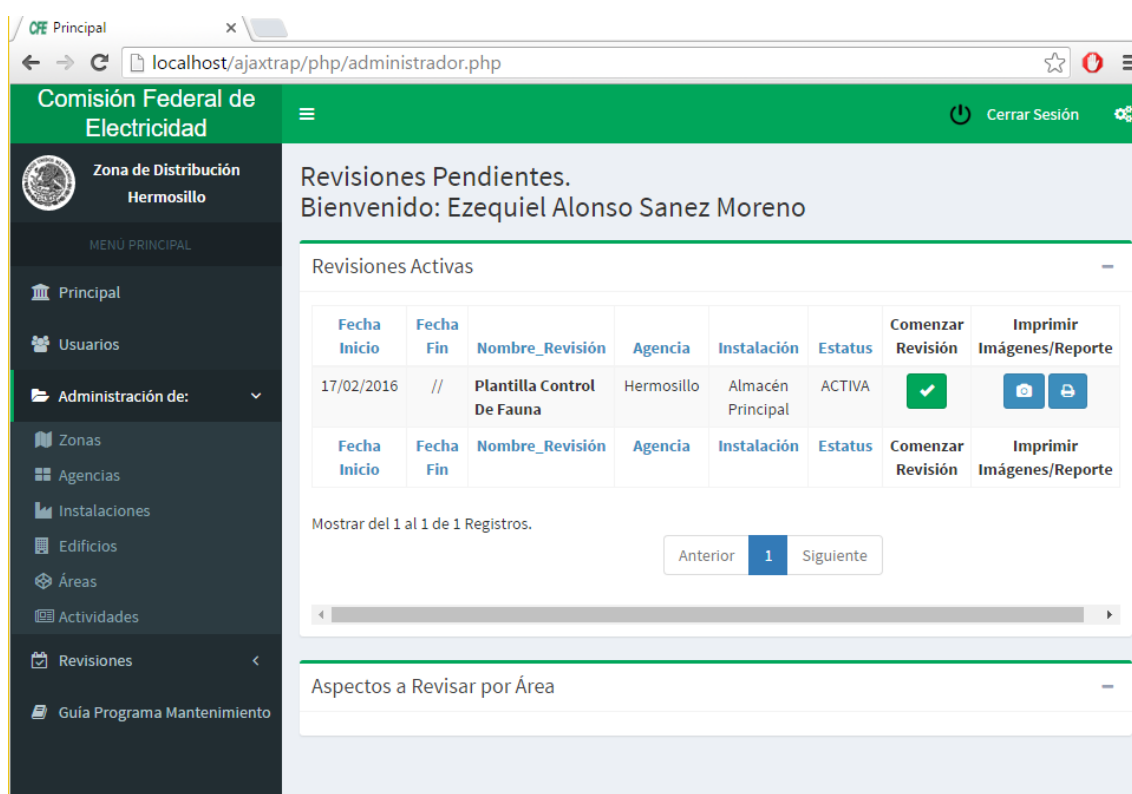 CFE Principal
localhost/ajaxtrap/php/administrador.php
Comisión Federal de
Electricidad
Cerrar Sesión
Zona de Distribución
Hermosillo
MENÚ PRINCIPAL
Principal
Usuarios
Administración de:
Zonas
Agencias
Instalaciones
Edificios
Áreas
Actividades
Revisiones
Guía Programa Mantenimiento
Revisiones Pendientes.
Bienvenido: Ezequiel Alonso Sanez Moreno
Revisiones Activas
Fecha Inicio Fecha Fin Nombre_Revisión Agencia Instalación Estatus Comenzar Revisión Imprimir Imágenes/Reporte
17/02/2016 // Plantilla Control De Fauna Hermosillo Almacén Principal ACTIVA
Fecha Inicio Fecha Fin Nombre_Revisión Agencia Instalación Estatus Comenzar Revisión Imprimir Imágenes/Reporte
Mostrar del 1 al 1 de 1 Registros.
Anterior 1 Siguiente
Aspectos a Revisar por Área